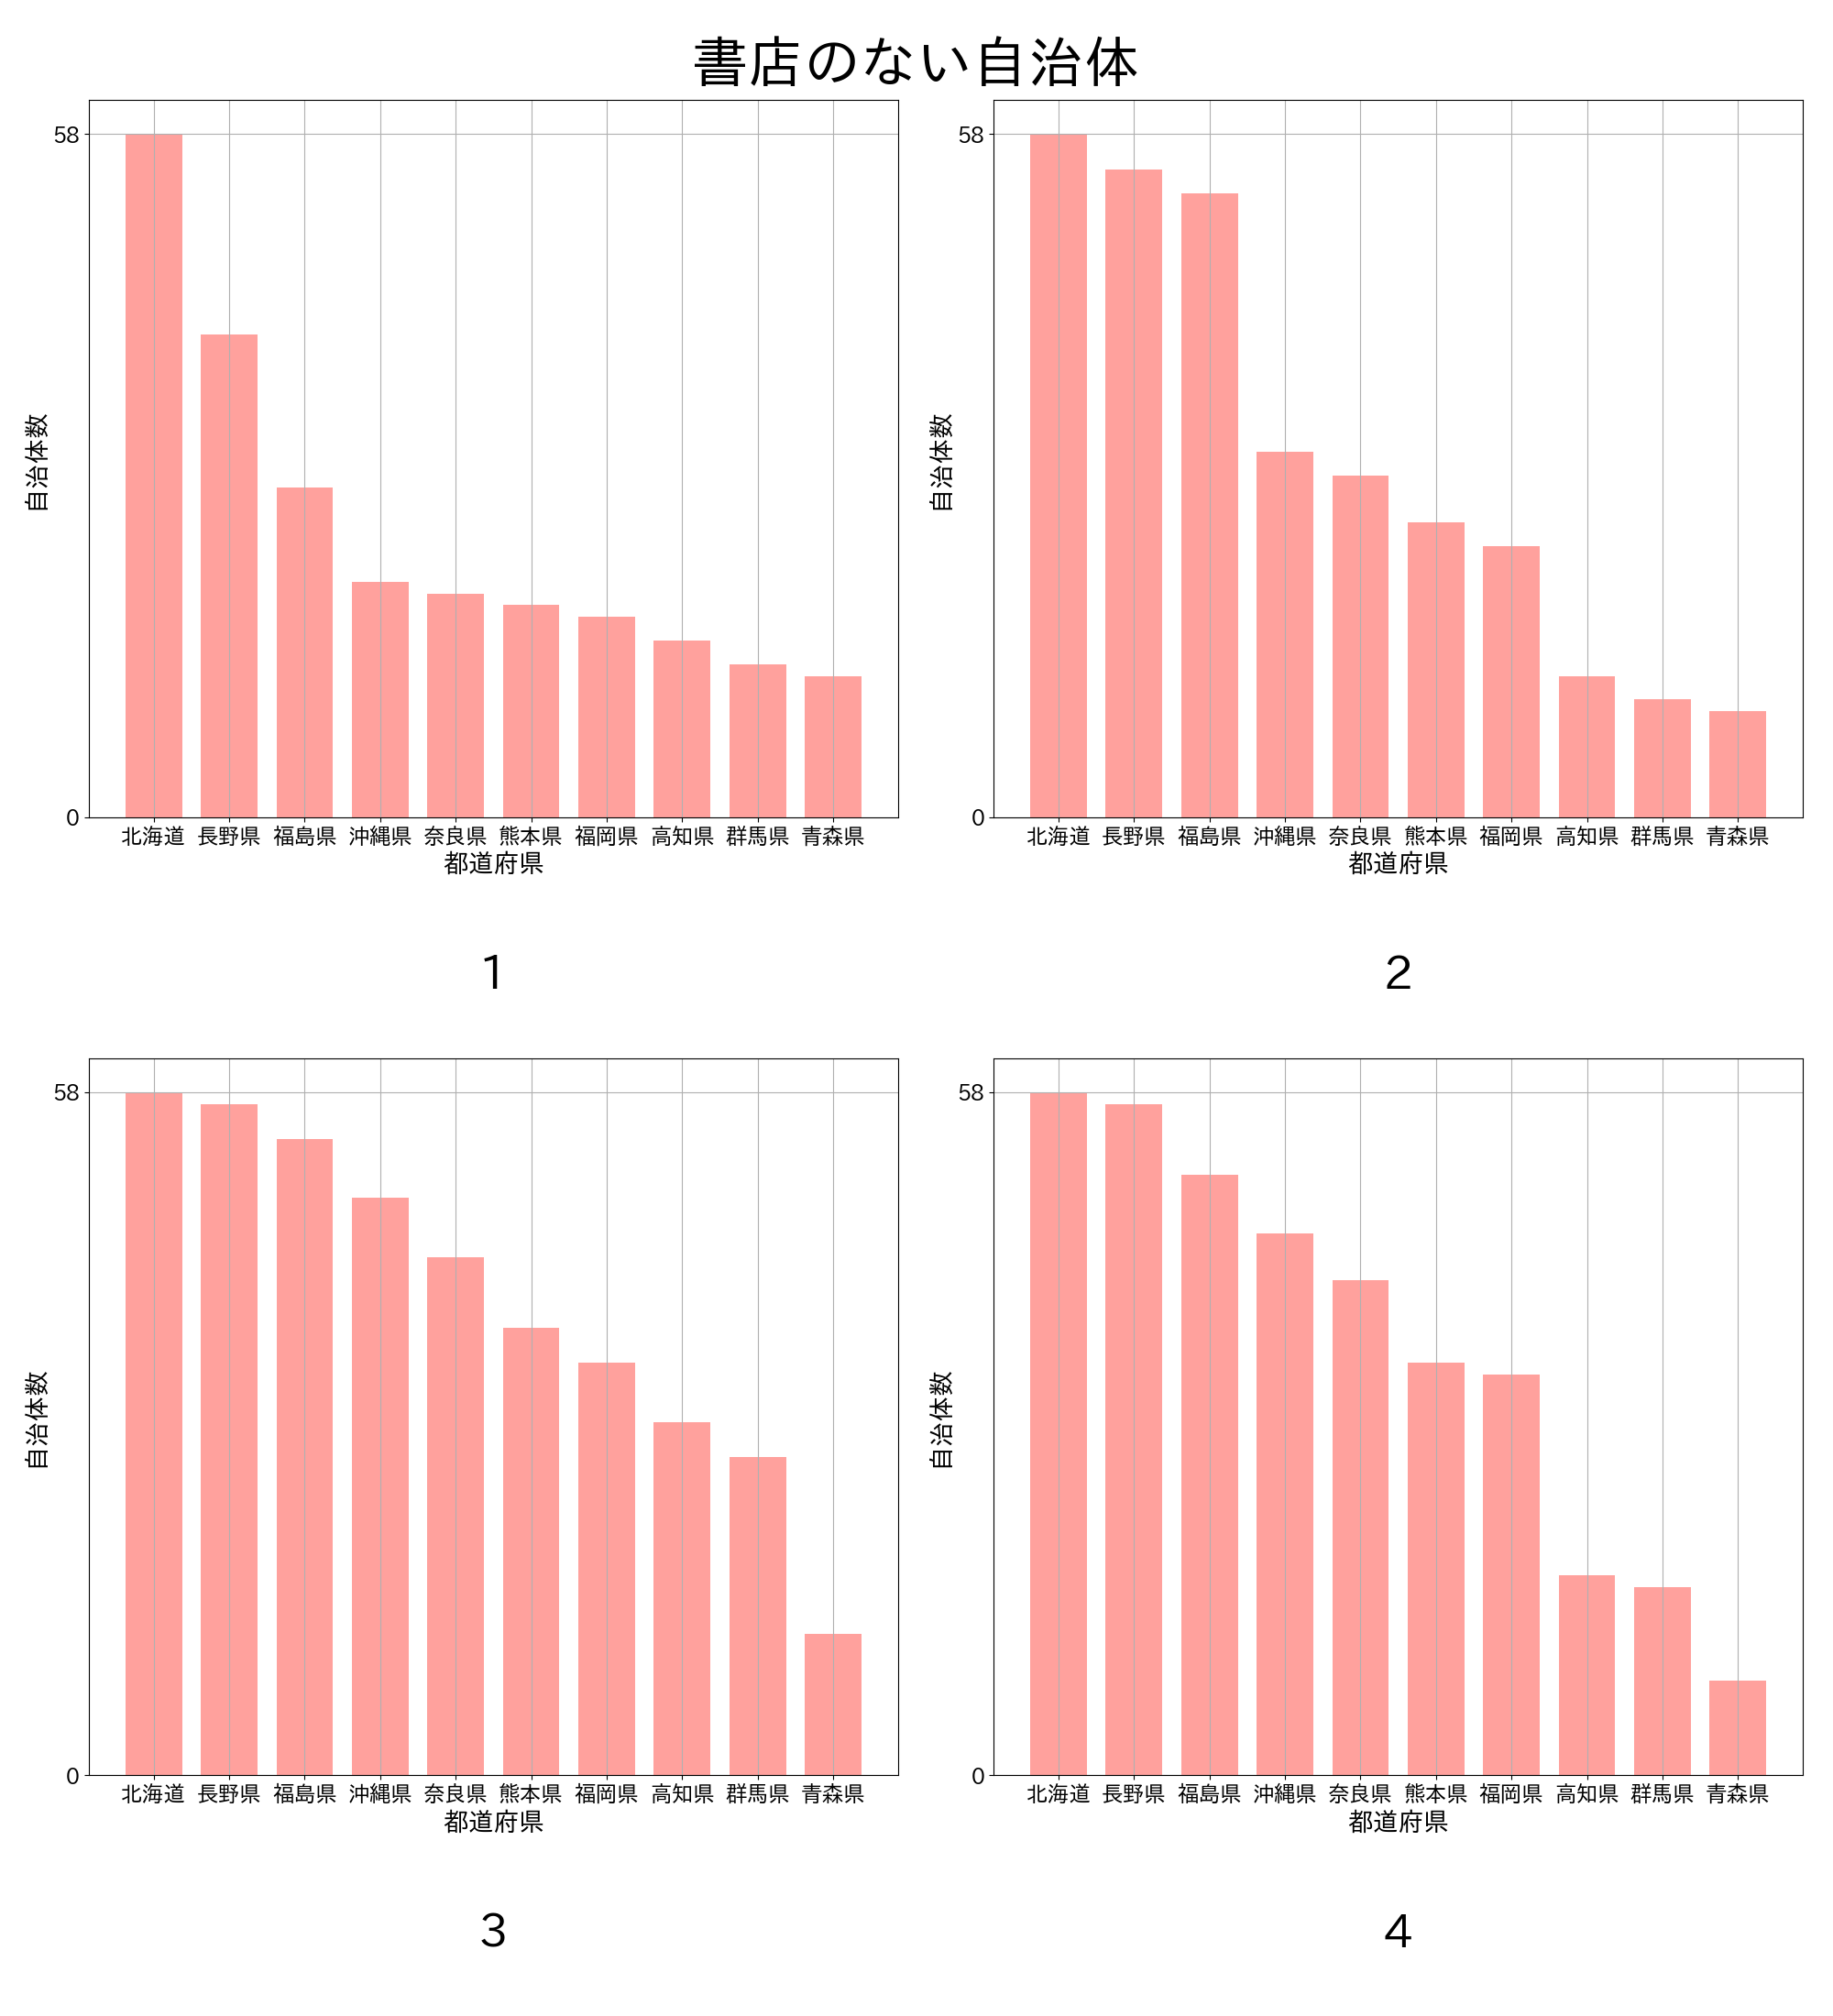 書店のない自治体
58
自治体数
0
北海道 長野県 福島県 沖縄県 奈良県 熊本県 福岡県 高知県 群馬県 青森県
都道府県
1
58
自治体数
0
北海道 長野県 福島県 沖縄県 奈良県 熊本県 福岡県 高知県 群馬県 青森県
都道府県
2
58
自治体数
0
北海道 長野県 福島県 沖縄県 奈良県 熊本県 福岡県 高知県 群馬県 青森県
都道府県
3
58
自治体数
0
北海道 長野県 福島県 沖縄県 奈良県 熊本県 福岡県 高知県 群馬県 青森県
都道府県
4